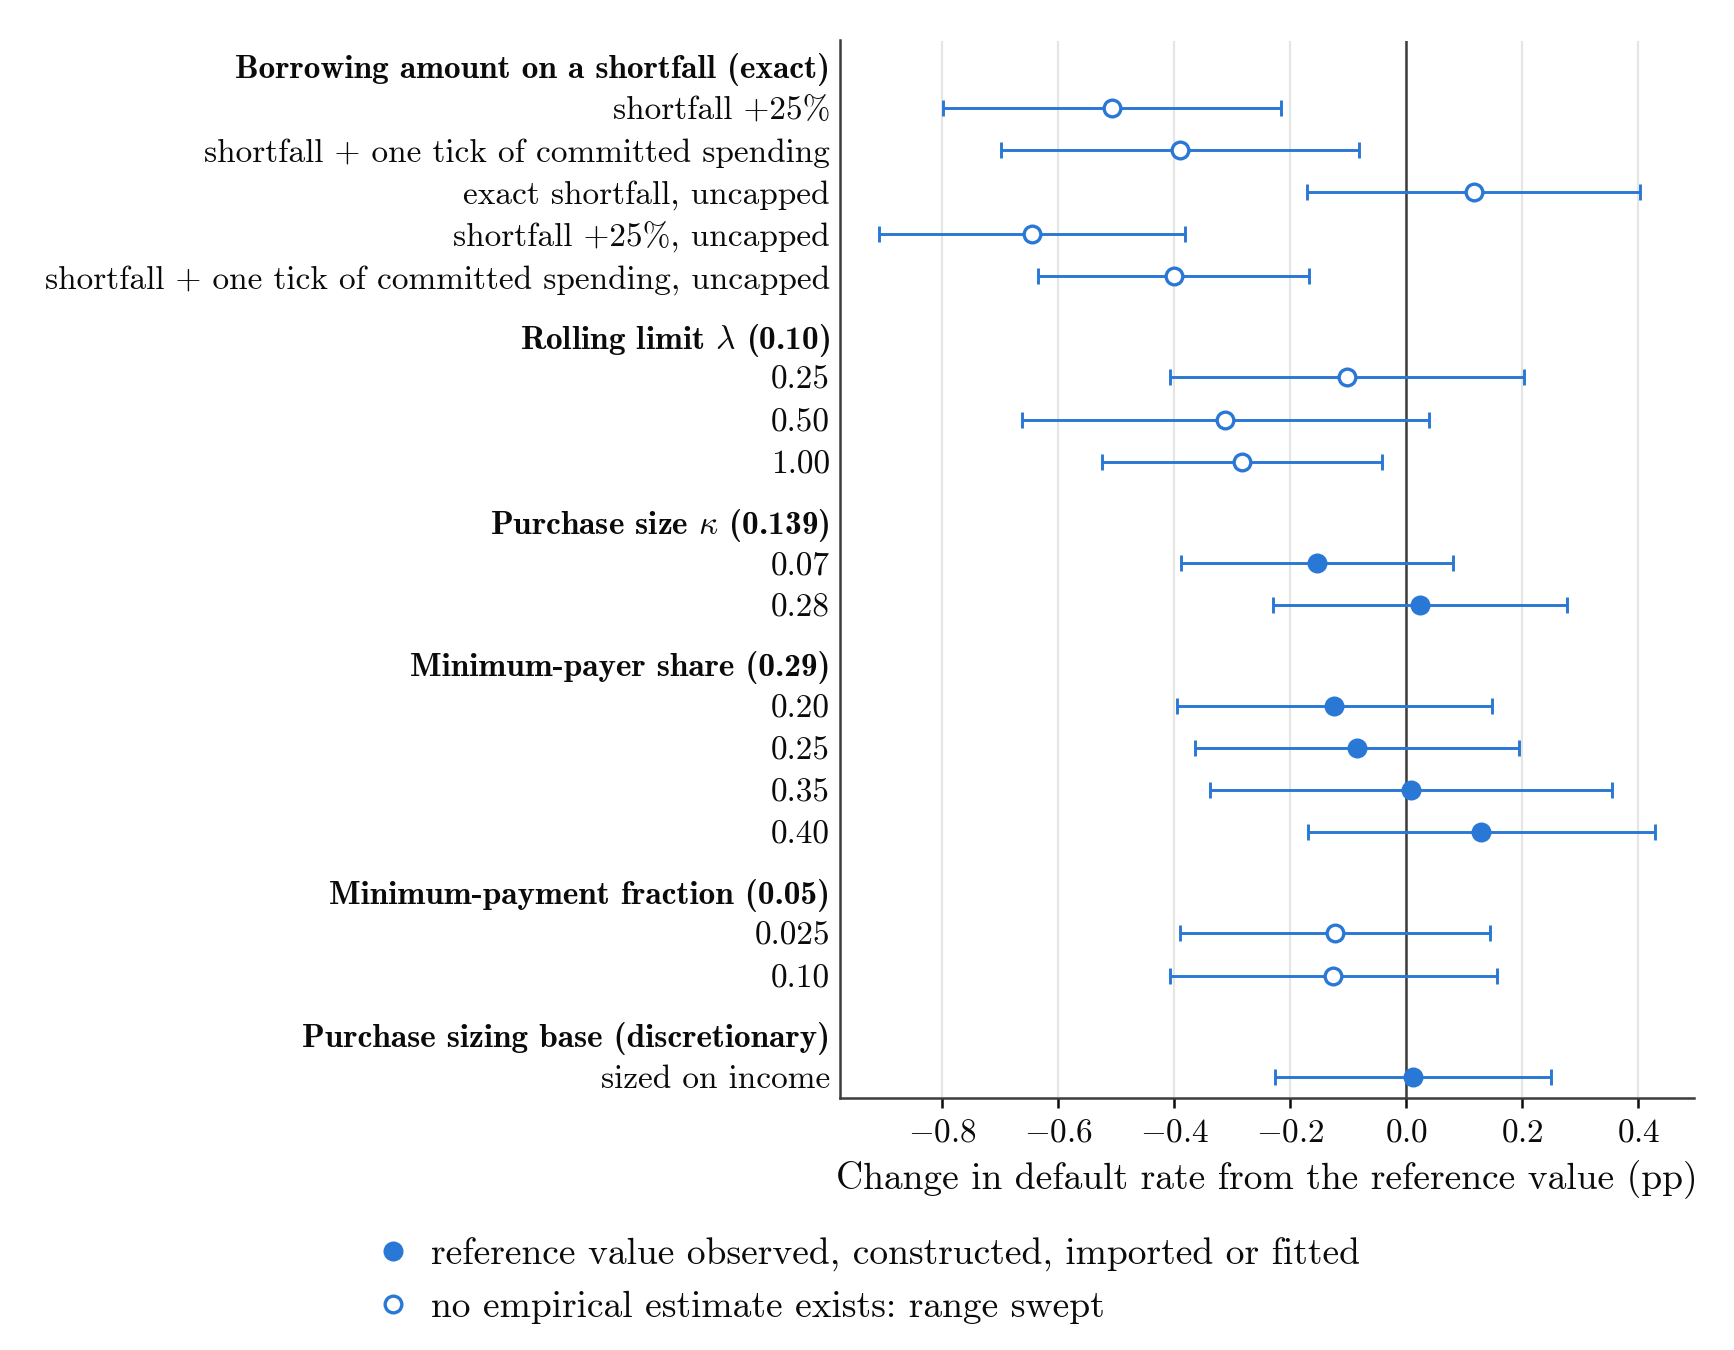 Borrowing amount on a shortfall (exact)
shortfall +25%
shortfall + one tick of committed spending
exact shortfall, uncapped
shortfall +25%, uncapped
shortfall + one tick of committed spending, uncapped
Rolling limit λ (0.10)
0.25
0.50
1.00
Purchase size κ (0.139)
0.07
0.28
Minimum-payer share (0.29)
0.20
0.25
0.35
0.40
Minimum-payment fraction (0.05)
0.025
0.10
Purchase sizing base (discretionary)
sized on income
−0.8 −0.6 −0.4 −0.2 0.0 0.2 0.4
Change in default rate from the reference value (pp)
reference value observed, constructed, imported or fitted
no empirical estimate exists: range swept